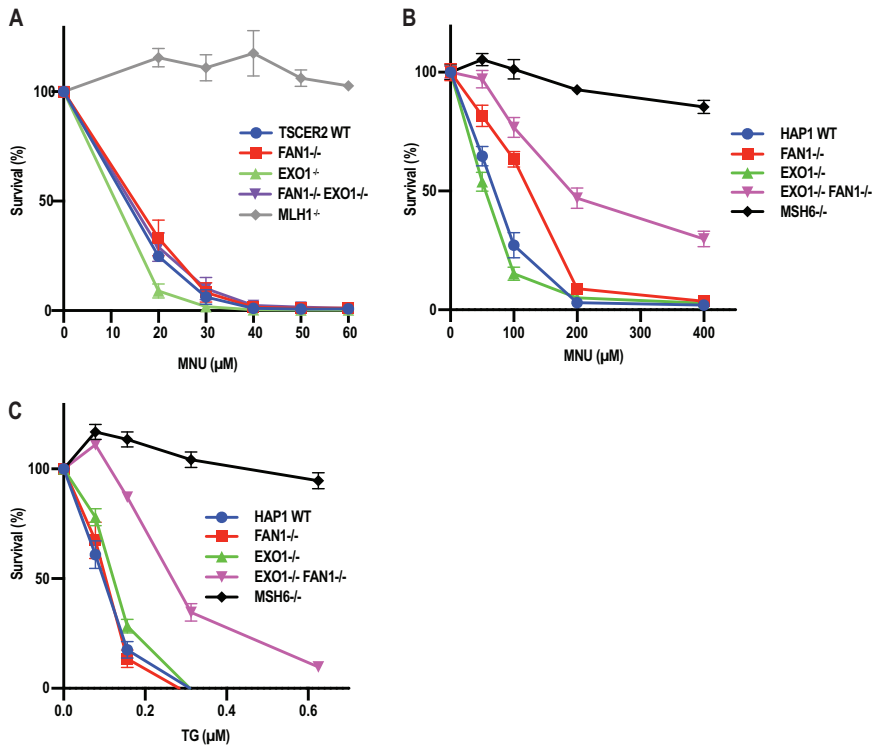 A
Survival (%)
100
50
0
0 10 20 30 40 50 60
MNU (µM)
TSCER2 WT
FAN1-/-
EXO1-/-
FAN1-/- EXO1-/-
MLH1-/-
B
Survival (%)
100
50
0
0 100 200 300 400
MNU (µM)
HAP1 WT
FAN1-/-
EXO1-/-
EXO1-/- FAN1-/-
MSH6-/-
C
Survival (%)
100
50
0
0.0 0.2 0.4 0.6
TG (µM)
HAP1 WT
FAN1-/-
EXO1-/-
EXO1-/- FAN1-/-
MSH6-/-